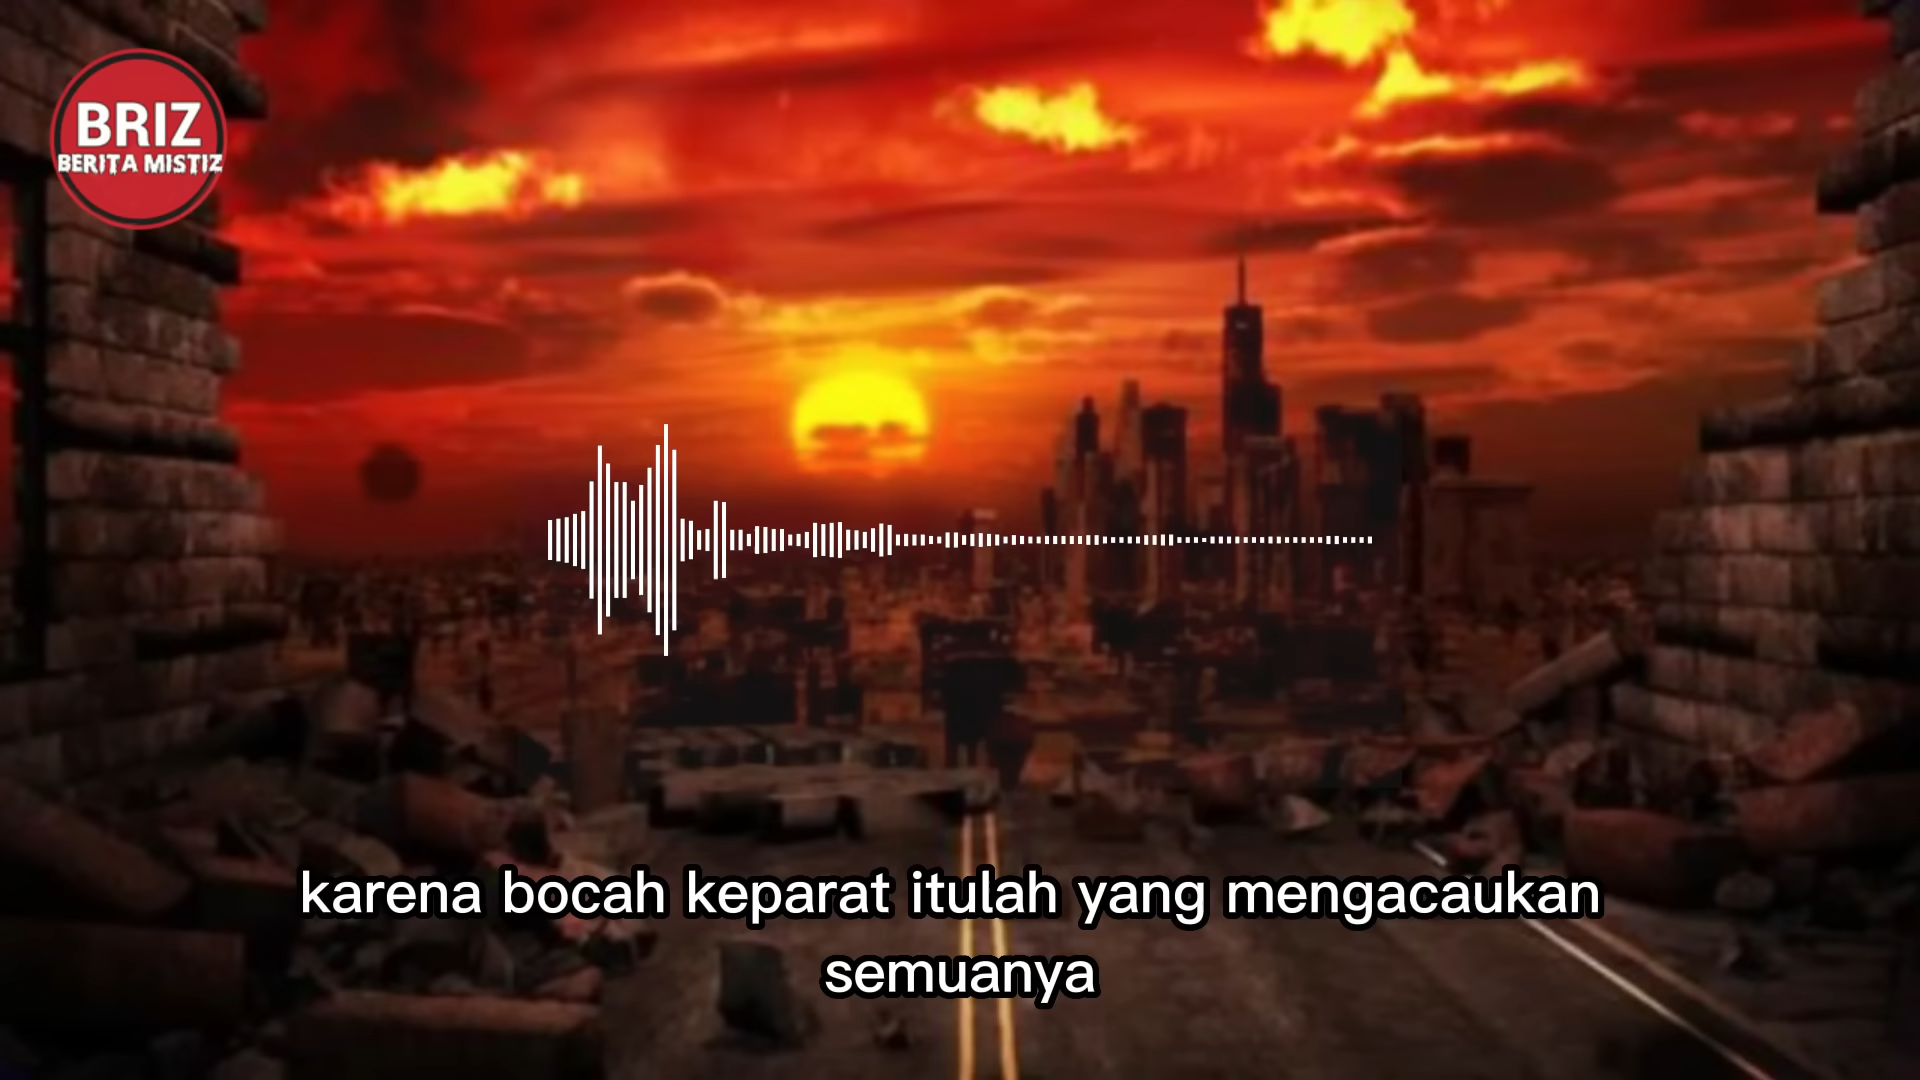 BRIZ
BERITA MISTIZ
karena bocah keparat itulah yang mengacaukan
semuanya